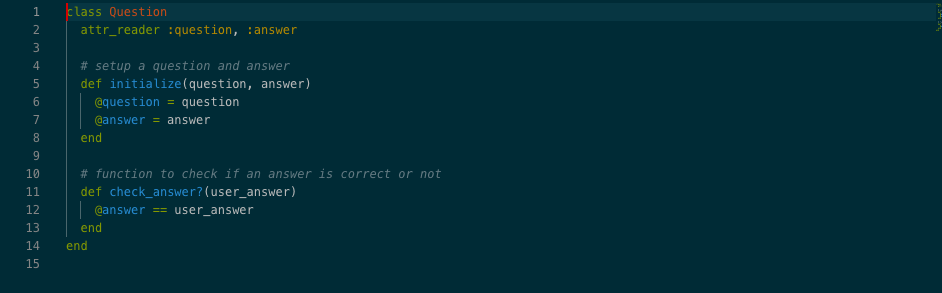 1 class Question
2   attr_reader :question, :answer
3
4   # setup a question and answer
5   def initialize(question, answer)
6     @question = question
7     @answer = answer
8   end
9
10   # function to check if an answer is correct or not
11   def check_answer?(user_answer)
12     @answer == user_answer
13   end
14 end
15